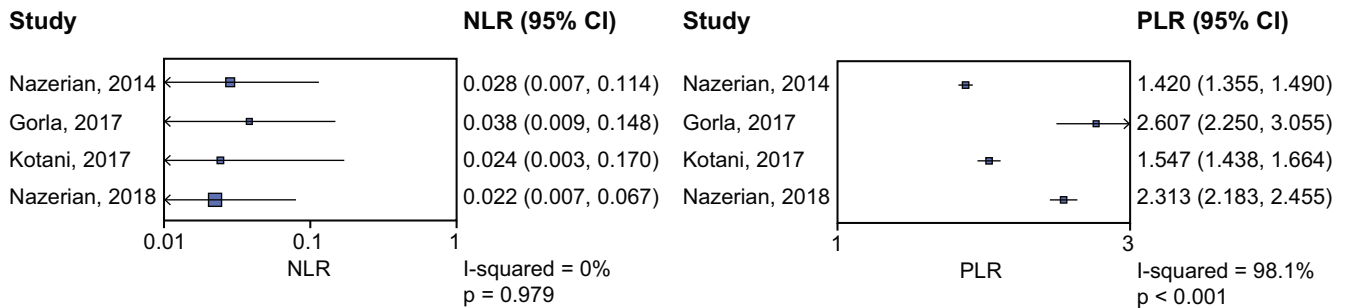 Study NLR (95% CI)
Nazerian, 2014 0.028 (0.007, 0.114)
Gorla, 2017 0.038 (0.009, 0.148)
Kotani, 2017 0.024 (0.003, 0.170)
Nazerian, 2018 0.022 (0.007, 0.067)
0.01 0.1 1
NLR
I-squared = 0%
p = 0.979
Study PLR (95% CI)
Nazerian, 2014 1.420 (1.355, 1.490)
Gorla, 2017 2.607 (2.250, 3.055)
Kotani, 2017 1.547 (1.438, 1.664)
Nazerian, 2018 2.313 (2.183, 2.455)
1 3
PLR
I-squared = 98.1%
p < 0.001